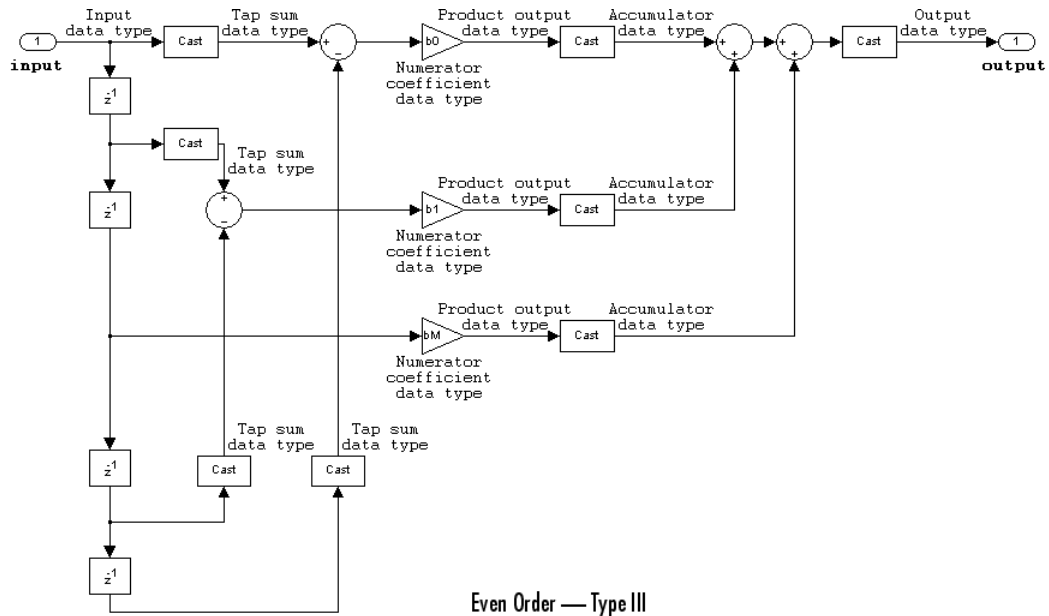 Input
data type
Tap sum
data type
Product output
data type
Accumulator
data type
Output
data type
1
input
Cast
+
−
b0
Cast
+
+
+
+
Cast
1
output
Numerator
coefficient
data type
z-1
Cast
Tap sum
data type
Product output
data type
Accumulator
data type
z-1
+
−
b1
Cast
Numerator
coefficient
data type
Product output
data type
Accumulator
data type
bM
Cast
Numerator
coefficient
data type
Tap sum
data type
Tap sum
data type
z-1
Cast
Cast
z-1
Even Order — Type III